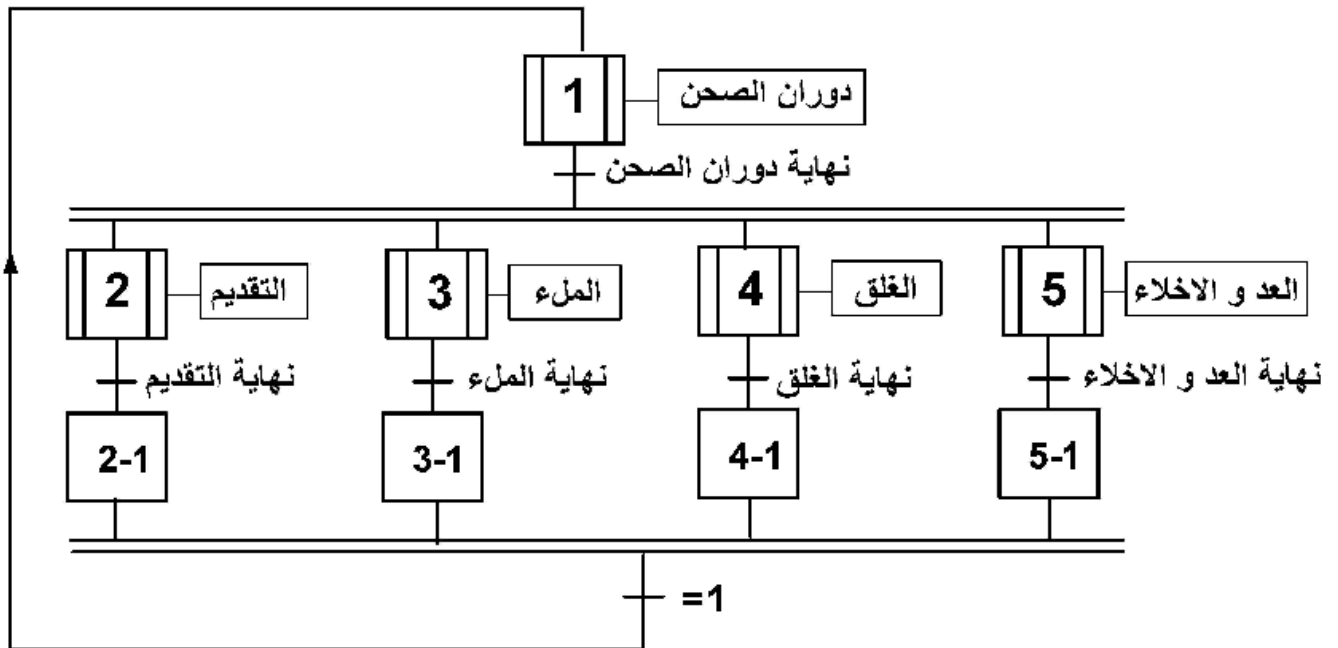 1
دوران الصحن
نهاية دوران الصحن
2
التقديم
3
الملء
4
الغلق
5
العد و الاخلاء
نهاية التقديم
نهاية الملء
نهاية الغلق
نهاية العد و الاخلاء
2-1
3-1
4-1
5-1
=1